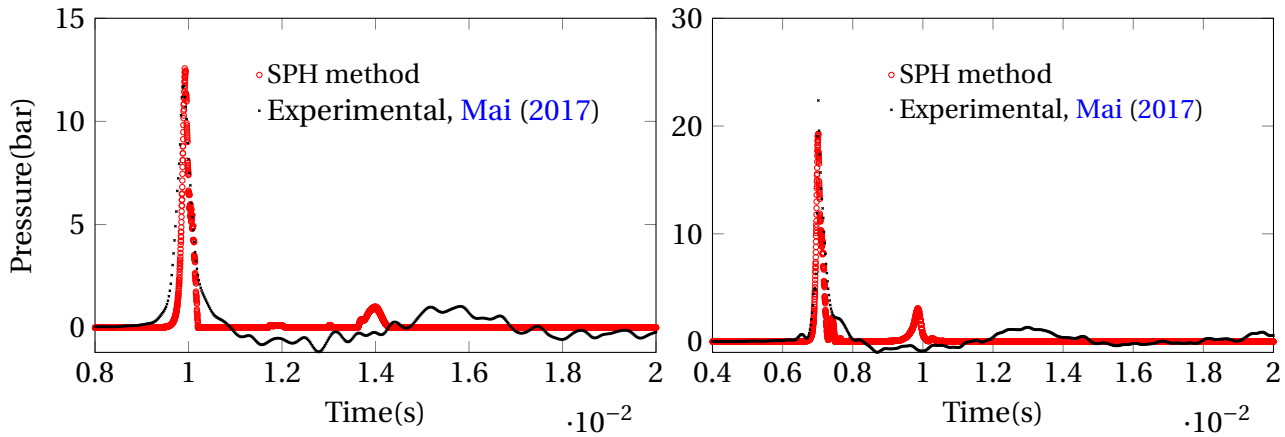 15
10
5
0
Pressure(bar)
SPH method
Experimental, Mai (2017)
0.8 1 1.2 1.4 1.6 1.8 2
Time(s)
·10−2
30
20
10
0
SPH method
Experimental, Mai (2017)
0.4 0.6 0.8 1 1.2 1.4 1.6 1.8 2
Time(s)
·10−2